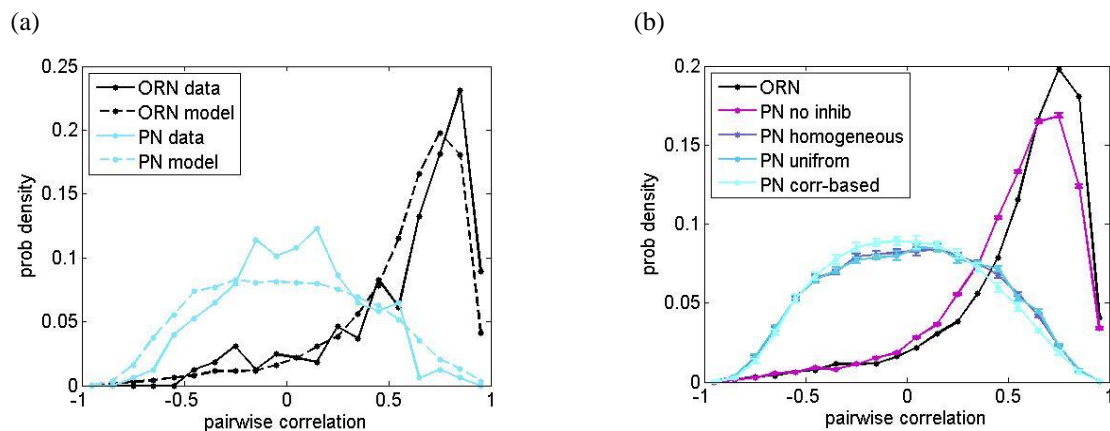 (a)
0.25
0.2
0.15
0.1
0.05
0
prob density
ORN data
ORN model
PN data
PN model
-1 -0.5 0 0.5 1
pairwise correlation
(b)
0.2
0.15
0.1
0.05
0
prob density
ORN
PN no inhib
PN homogeneous
PN unifrom
PN corr-based
-1 -0.5 0 0.5 1
pairwise correlation